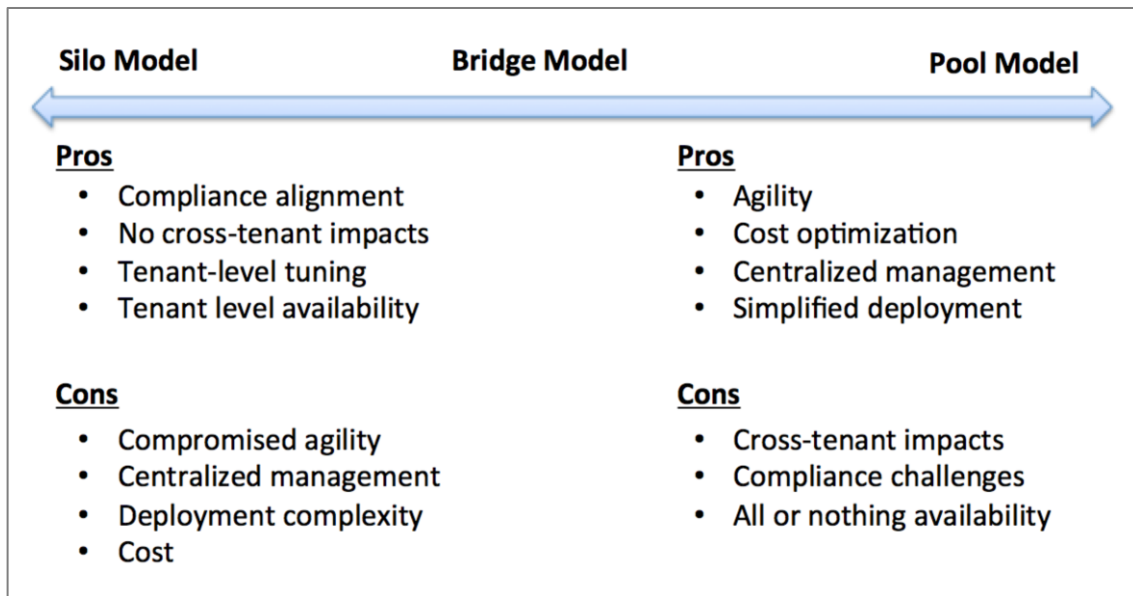 Silo Model
Bridge Model
Pool Model
Pros
• Compliance alignment
• No cross-tenant impacts
• Tenant-level tuning
• Tenant level availability
Cons
• Compromised agility
• Centralized management
• Deployment complexity
• Cost
Pros
• Agility
• Cost optimization
• Centralized management
• Simplified deployment
Cons
• Cross-tenant impacts
• Compliance challenges
• All or nothing availability